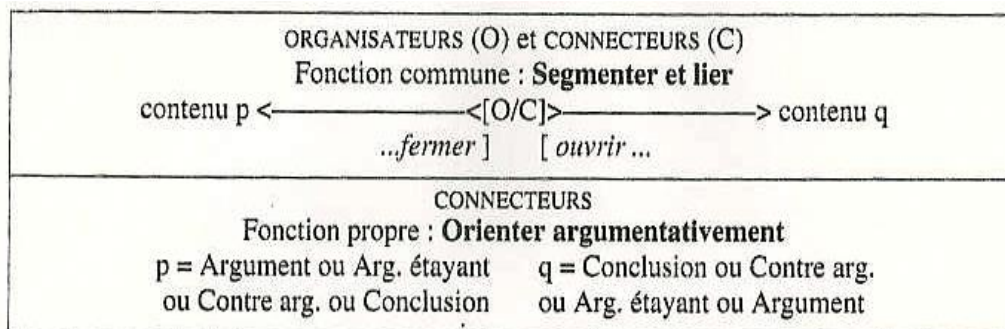 ORGANISATEURS (O) et CONNECTEURS (C)
Fonction commune : Segmenter et lier
contenu p <————————<[O/C]>————————> contenu q
...fermer ] [ ouvrir ...
CONNECTEURS
Fonction propre : Orienter argumentativement
p = Argument ou Arg. étayant q = Conclusion ou Contre arg.
ou Contre arg. ou Conclusion ou Arg. étayant ou Argument